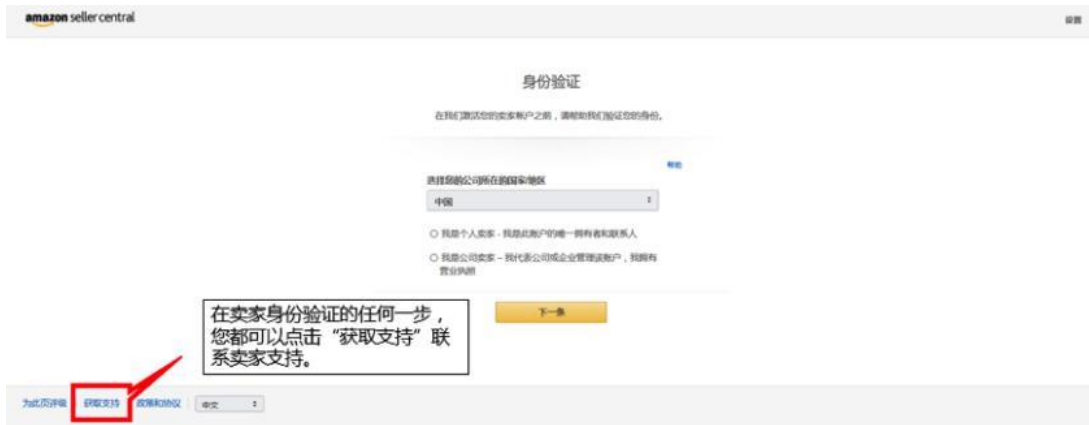 amazon seller central
设置
身份验证
在我们激活您的卖家帐户之前，请帮助我们验证您的身份。
帮助
选择您的公司所在的国家/地区
中国
我是个人卖家 - 我是此账户的唯一拥有者和联系人
我是公司卖家 – 我代表公司或企业管理该账户，我拥有
营业执照
下一条
在卖家身份验证的任何一步，
您都可以点击“获取支持”联
系卖家支持。
为此页评级 获取支持 政策和协议 中文